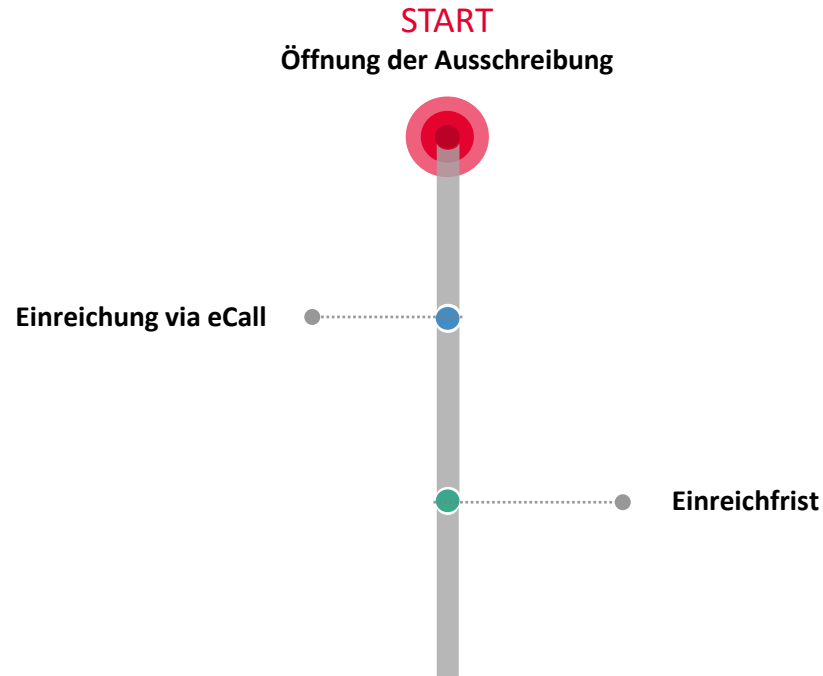 START
Öffnung der Ausschreibung
Einreichung via eCall
Einreichfrist